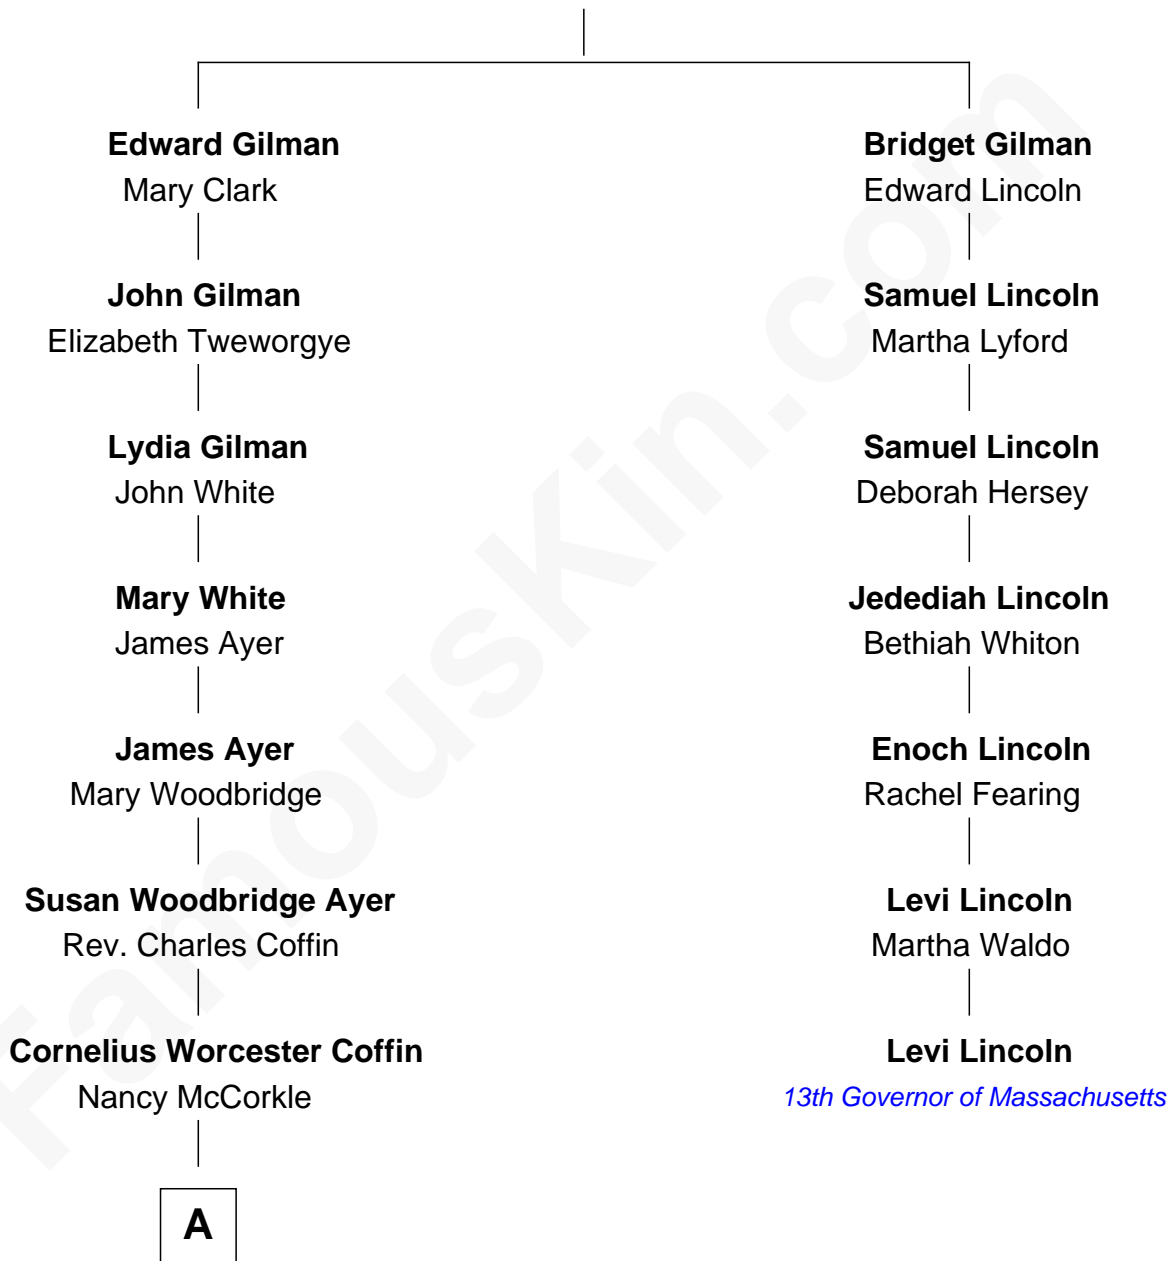 Edward Gilman
Mary Clark
John Gilman
Elizabeth Tweworgye
Lydia Gilman
John White
Mary White
James Ayer
James Ayer
Mary Woodbridge
Susan Woodbridge Ayer
Rev. Charles Coffin
Cornelius Worcester Coffin
Nancy McCorkle
A
Bridget Gilman
Edward Lincoln
Samuel Lincoln
Martha Lyford
Samuel Lincoln
Deborah Hersey
Jedediah Lincoln
Bethiah Whiton
Enoch Lincoln
Rachel Fearing
Levi Lincoln
Martha Waldo
Levi Lincoln
13th Governor of Massachusetts
FamousKin.com